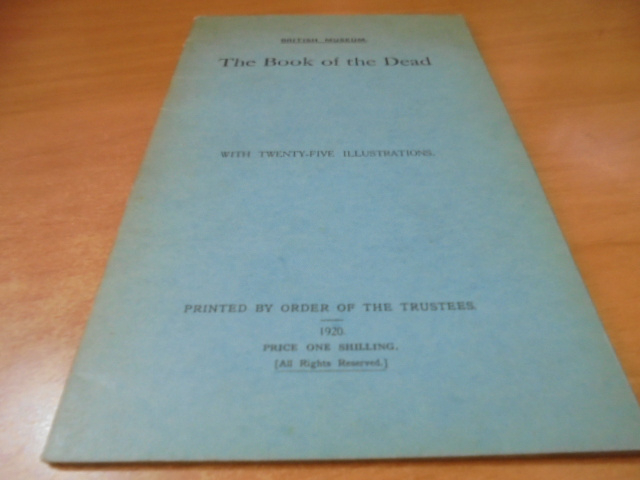 BRITISH MUSEUM.
The Book of the Dead
WITH TWENTY-FIVE ILLUSTRATIONS.
PRINTED BY ORDER OF THE TRUSTEES.
1920.
PRICE ONE SHILLING.
[All Rights Reserved.]